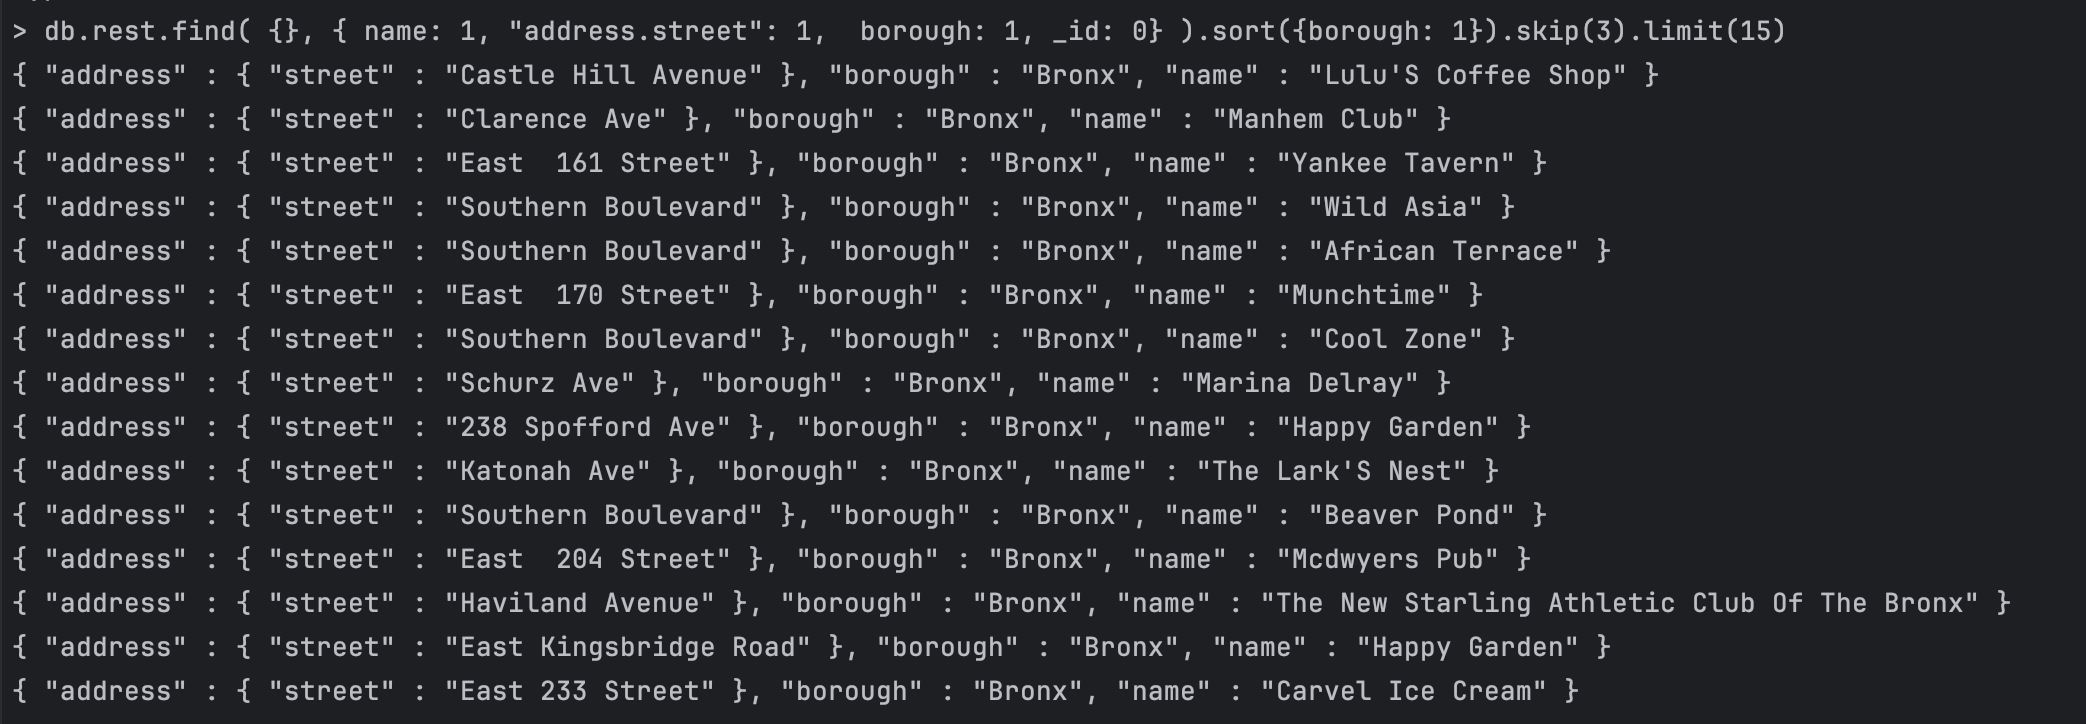 > db.rest.find( {}, { name: 1, "address.street": 1,  borough: 1, _id: 0} ).sort({borough: 1}).skip(3).limit(15)
{ "address" : { "street" : "Castle Hill Avenue" }, "borough" : "Bronx", "name" : "Lulu'S Coffee Shop" }
{ "address" : { "street" : "Clarence Ave" }, "borough" : "Bronx", "name" : "Manhem Club" }
{ "address" : { "street" : "East  161 Street" }, "borough" : "Bronx", "name" : "Yankee Tavern" }
{ "address" : { "street" : "Southern Boulevard" }, "borough" : "Bronx", "name" : "Wild Asia" }
{ "address" : { "street" : "Southern Boulevard" }, "borough" : "Bronx", "name" : "African Terrace" }
{ "address" : { "street" : "East  170 Street" }, "borough" : "Bronx", "name" : "Munchtime" }
{ "address" : { "street" : "Southern Boulevard" }, "borough" : "Bronx", "name" : "Cool Zone" }
{ "address" : { "street" : "Schurz Ave" }, "borough" : "Bronx", "name" : "Marina Delray" }
{ "address" : { "street" : "238 Spofford Ave" }, "borough" : "Bronx", "name" : "Happy Garden" }
{ "address" : { "street" : "Katonah Ave" }, "borough" : "Bronx", "name" : "The Lark'S Nest" }
{ "address" : { "street" : "Southern Boulevard" }, "borough" : "Bronx", "name" : "Beaver Pond" }
{ "address" : { "street" : "East  204 Street" }, "borough" : "Bronx", "name" : "Mcdwyers Pub" }
{ "address" : { "street" : "Haviland Avenue" }, "borough" : "Bronx", "name" : "The New Starling Athletic Club Of The Bronx" }
{ "address" : { "street" : "East Kingsbridge Road" }, "borough" : "Bronx", "name" : "Happy Garden" }
{ "address" : { "street" : "East 233 Street" }, "borough" : "Bronx", "name" : "Carvel Ice Cream" }